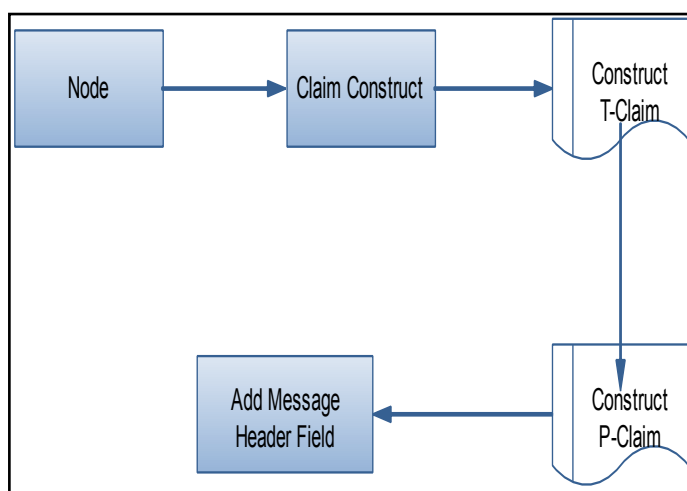 Node
Claim Construct
Construct
T-Claim
Add Message
Header Field
Construct
P-Claim